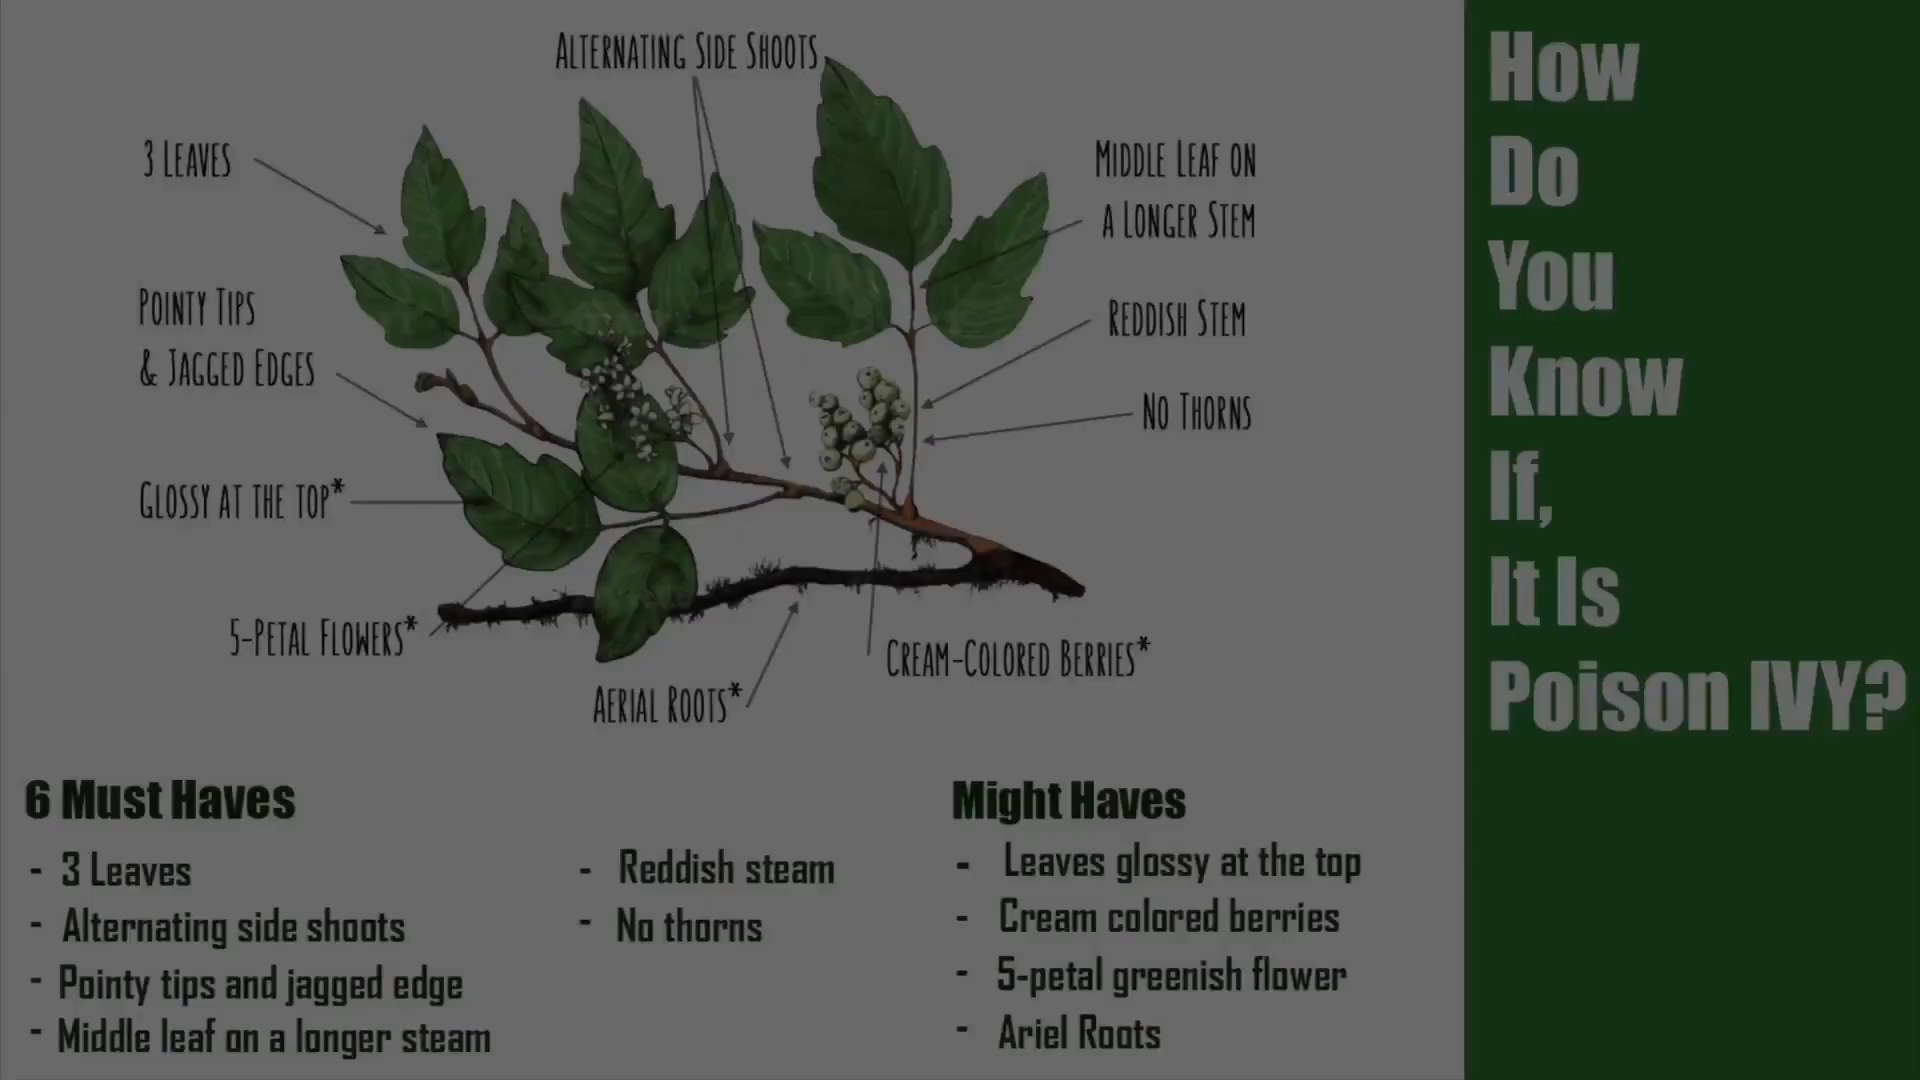 ALTERNATING SIDE SHOOTS
3 LEAVES
MIDDLE LEAF ON
A LONGER STEM
POINTY TIPS
& JAGGED EDGES
REDDISH STEM
NO THORNS
GLOSSY AT THE TOP*
5-PETAL FLOWERS*
CREAM-COLORED BERRIES*
AERIAL ROOTS*
How
Do
You
Know
If,
It Is
Poison IVY?
6 Must Haves
- 3 Leaves
- Alternating side shoots
- Pointy tips and jagged edge
- Middle leaf on a longer steam
- Reddish steam
- No thorns
Might Haves
- Leaves glossy at the top
- Cream colored berries
- 5-petal greenish flower
- Ariel Roots